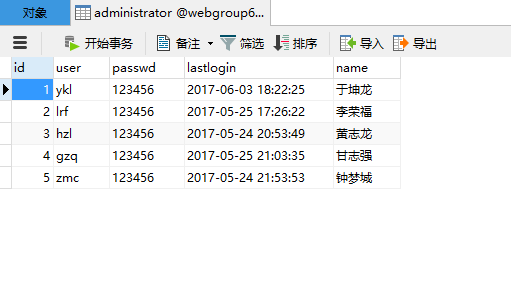 对象 administrator @webgroup6...
开始事务 备注 筛选 排序 导入 导出
id user passwd lastlogin name
1 ykl 123456 2017-06-03 18:22:25 于坤龙
2 lrf 123456 2017-05-25 17:26:22 李荣福
3 hzl 123456 2017-05-24 20:53:49 黄志龙
4 gzq 123456 2017-05-25 21:03:35 甘志强
5 zmc 123456 2017-05-24 21:53:53 钟梦城